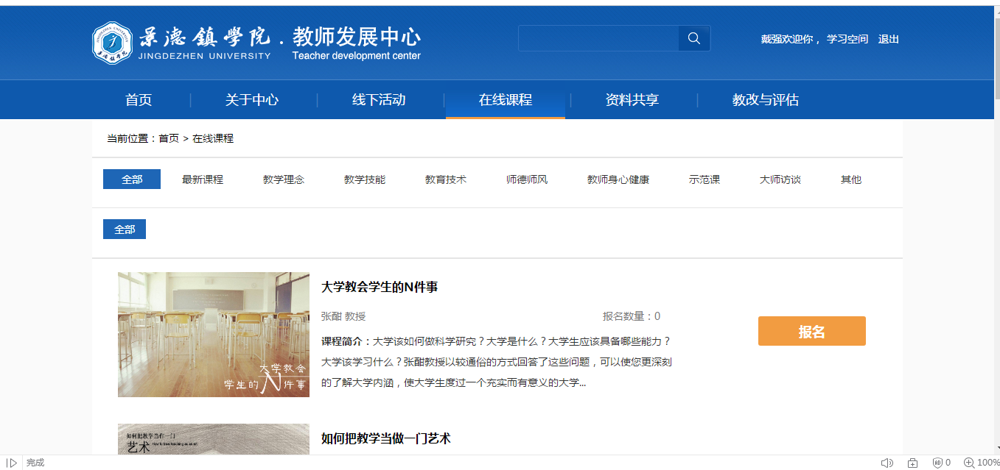 景德鎮學院 . 教师发展中心
JINGDEZHEN UNIVERSITY Teacher development center
戴强欢迎你 ， 学习空间 退出
首页 关于中心 线下活动 在线课程 资料共享 教改与评估
当前位置：首页 > 在线课程
全部 最新课程 教学理念 教学技能 教育技术 师德师风 教师身心健康 示范课 大师访谈 其他
全部
大学教会
学生的N件事
大学教会学生的N件事
张酣 教授 报名数量：0
报名
课程简介：大学该如何做科学研究？大学是什么？大学生应该具备哪些能力？
大学该学习什么？张酣教授以较通俗的方式回答了这些问题，可以使您更深刻
的了解大学内涵，使大学生度过一个充实而有意义的大学...
如何把教学当作一门
艺术 How to treat teaching as an art
如何把教学当做一门艺术
完成 0 100%